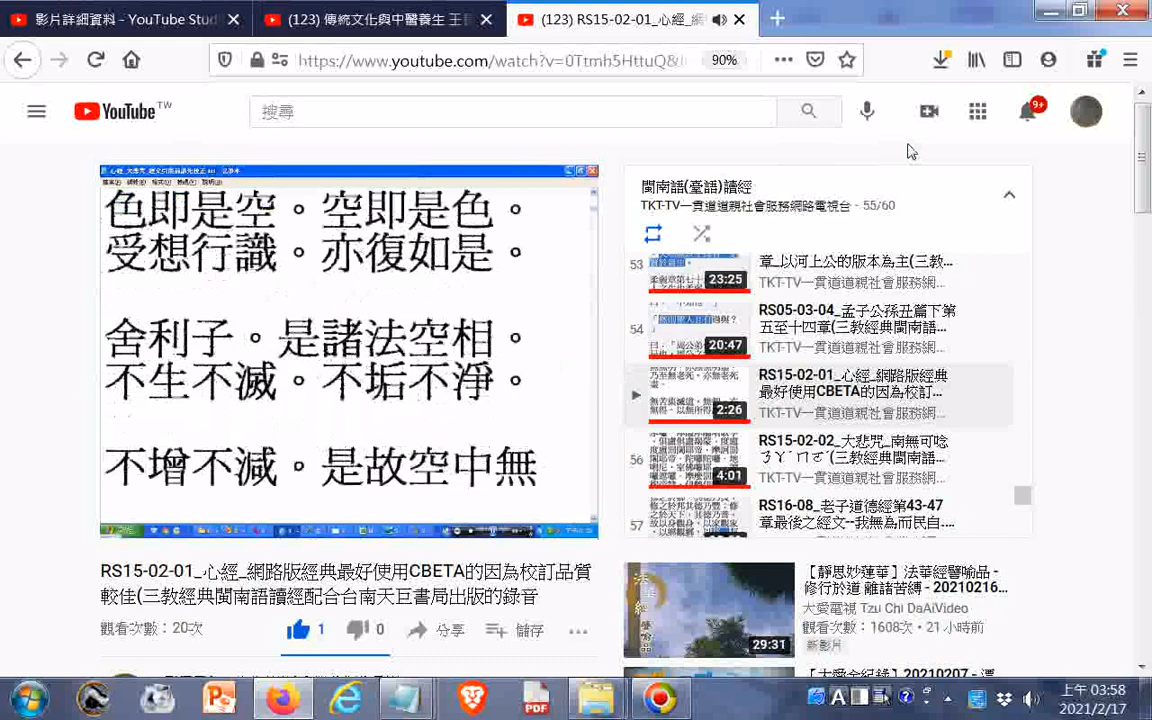 影片詳細資料 - YouTube Stud
(123) 傳統文化與中醫養生 王
(123) RS15-02-01_心經_網
https://www.youtube.com/watch?v=0Ttmh5HttuQ&l
90%
YouTube TW
搜尋
9+
色即是空。空即是色。
受想行識。亦復如是。
舍利子。是諸法空相。
不生不滅。不垢不淨。
不增不減。是故空中無
RS15-02-01_心經_網路版經典最好使用CBETA的因為校訂品質
較佳(三教經典閩南語讀經配合台南天巨書局出版的錄音
觀看次數：20次
1
0
分享
儲存
閩南語(臺語)讀經
TKT-TV一貫道道親社會服務網路電視台 - 55/60
53
23:25
章_以河上公的版本為主(三教...
TKT-TV一貫道道親社會服務網...
54
20:47
RS05-03-04_孟子公孫丑篇下第
五至十四章(三教經典閩南語...
TKT-TV一貫道道親社會服務網...
乃至無老死。亦無老死
2:26
RS15-02-01_心經_網路版經典
最好使用CBETA的因為校訂...
TKT-TV一貫道道親社會服務網...
56
4:01
RS15-02-02_大悲咒_南無可唸
ㄋㄚˊㄇㄛˊ(三教經典閩南語...
TKT-TV一貫道道親社會服務網...
57
RS16-08_老子道德經第43-47
章最後之經文--我無為而民自...
29:31
【靜思妙蓮華】法華經譬喻品 -
修行於道 離諸苦縛 - 20210216...
大愛電視 Tzu Chi DaAiVideo
觀看次數：1608次 • 21 小時前
新影片
PDF
A
上午 03:58
2021/2/17